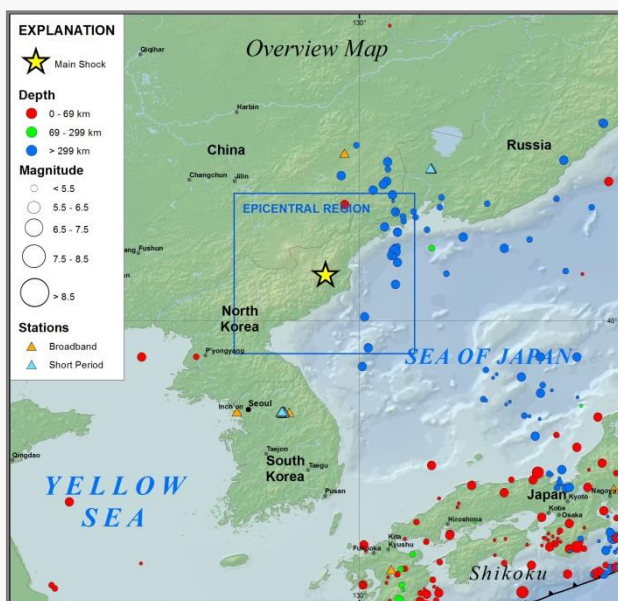 EXPLANATION
Main Shock
Depth
0 - 69 km
69 - 299 km
> 299 km
Magnitude
< 5.5
5.5 - 6.5
6.5 - 7.5
7.5 - 8.5
> 8.5
Stations
Broadband
Short Period
130°
Overview Map
Qiqihar
Harbin
China
Russia
Changchun
Jilin
EPICENTRAL REGION
Fushun
North
Korea
40°
P'yongyang
SEA OF JAPAN
Inch-on
Seoul
Qingdao
Taejon
South
Korea
Taegu
YELLOW
SEA
Pusan
Japan
Nagoya
Kyoto
Kobe
Osaka
Hiroshima
Kita
Kyushu
Shikoku
130°